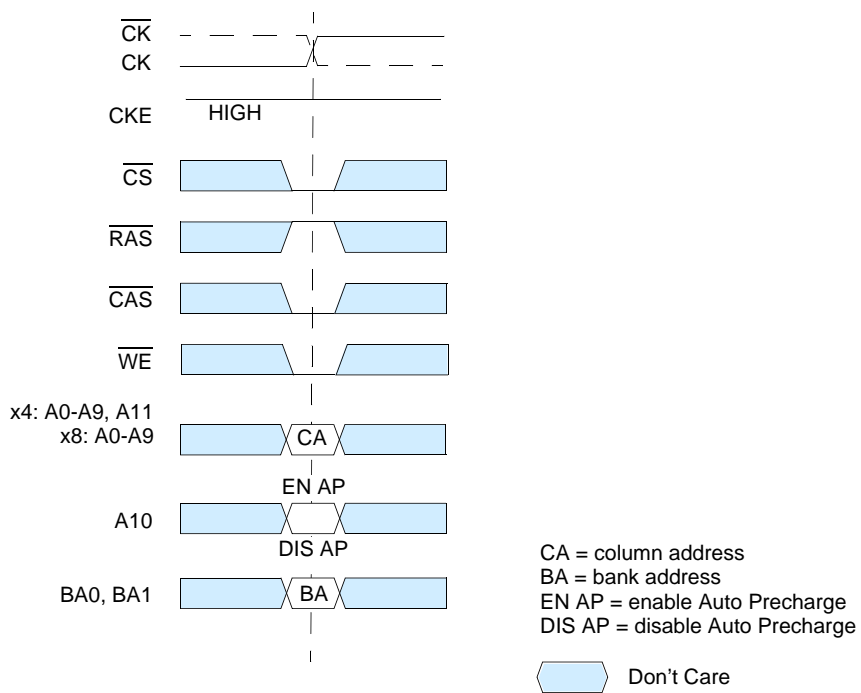 CK
CK
CKE
HIGH
CS
RAS
CAS
WE
x4: A0-A9, A11
x8: A0-A9
CA
EN AP
A10
DIS AP
BA0, BA1
BA
CA = column address
BA = bank address
EN AP = enable Auto Precharge
DIS AP = disable Auto Precharge
Don't Care